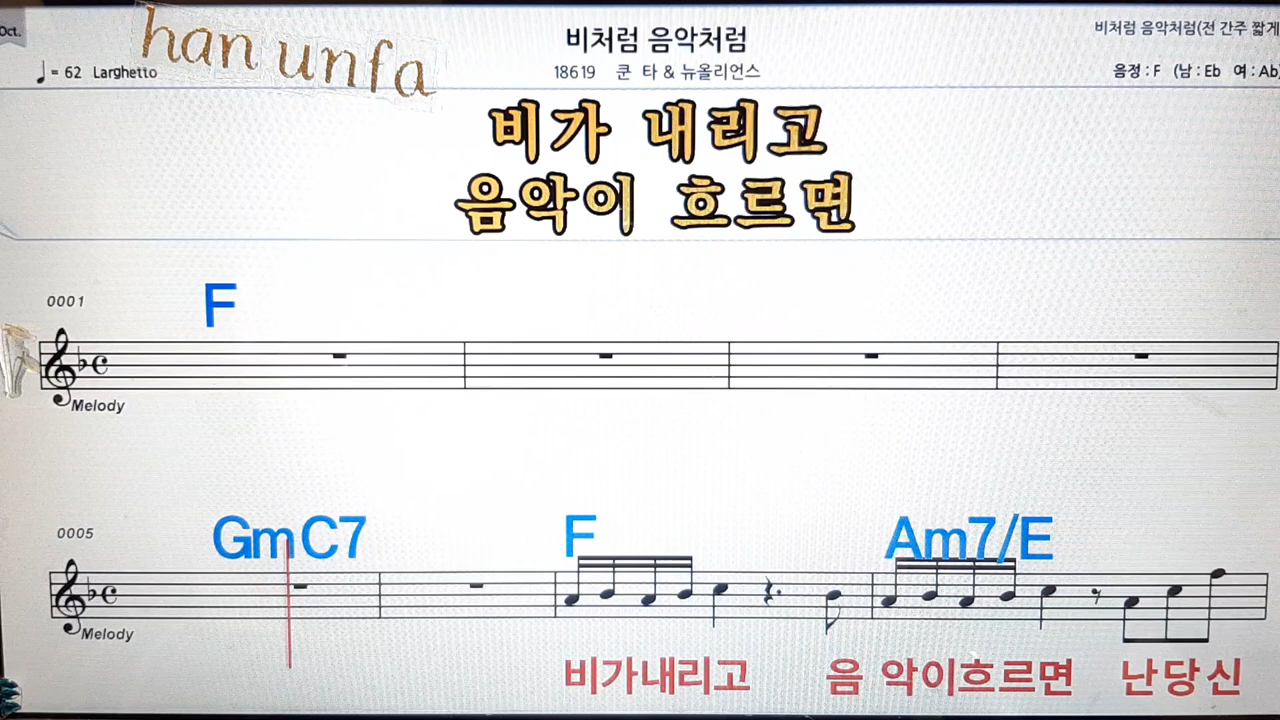 Oct.
han unfa
비처럼 음악처럼
비처럼 음악처럼(전 간주 짧게
= 62 Larghetto
18619 쿤 타 & 뉴올리언스
음정 : F (남 : Eb 여 : Ab)
비가 내리고
음악이 흐르면
0001
F
Melody
0005
Gm C7 F Am7/E
Melody
비가내리고 음 악이흐르면 난당신